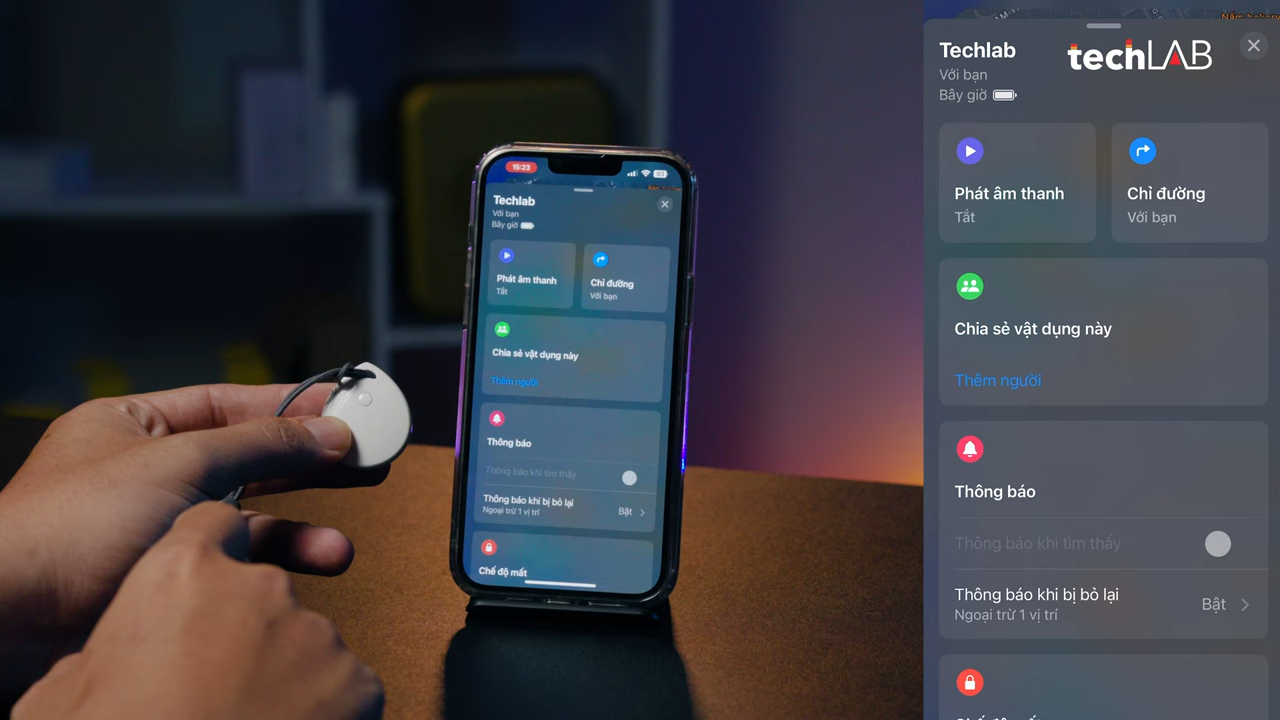 15:23
93
Techlab
Với bạn
Bây giờ
Phát âm thanh
Tắt
Chỉ đường
Với bạn
Chia sẻ vật dụng này
Thêm người
Thông báo
Thông báo khi tìm thấy
Thông báo khi bị bỏ lại
Ngoại trừ 1 vị trí
Bật
Chế độ mất
Techlab
techLAB
Với bạn
Bây giờ
Phát âm thanh
Tắt
Chỉ đường
Với bạn
Chia sẻ vật dụng này
Thêm người
Thông báo
Thông báo khi tìm thấy
Thông báo khi bị bỏ lại
Ngoại trừ 1 vị trí
Bật